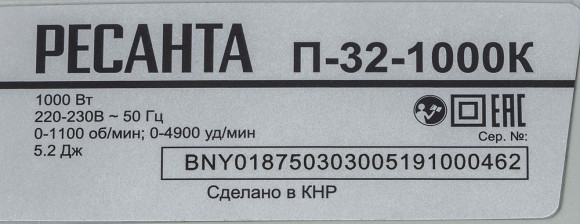 РЕСАНТА П-32-1000К
1000 Вт
220-230В ~ 50 Гц
0-1100 об/мин; 0-4900 уд/мин
5.2 Дж
EAC
Сер. №:
BNY018750303005191000462
Сделано в КНР